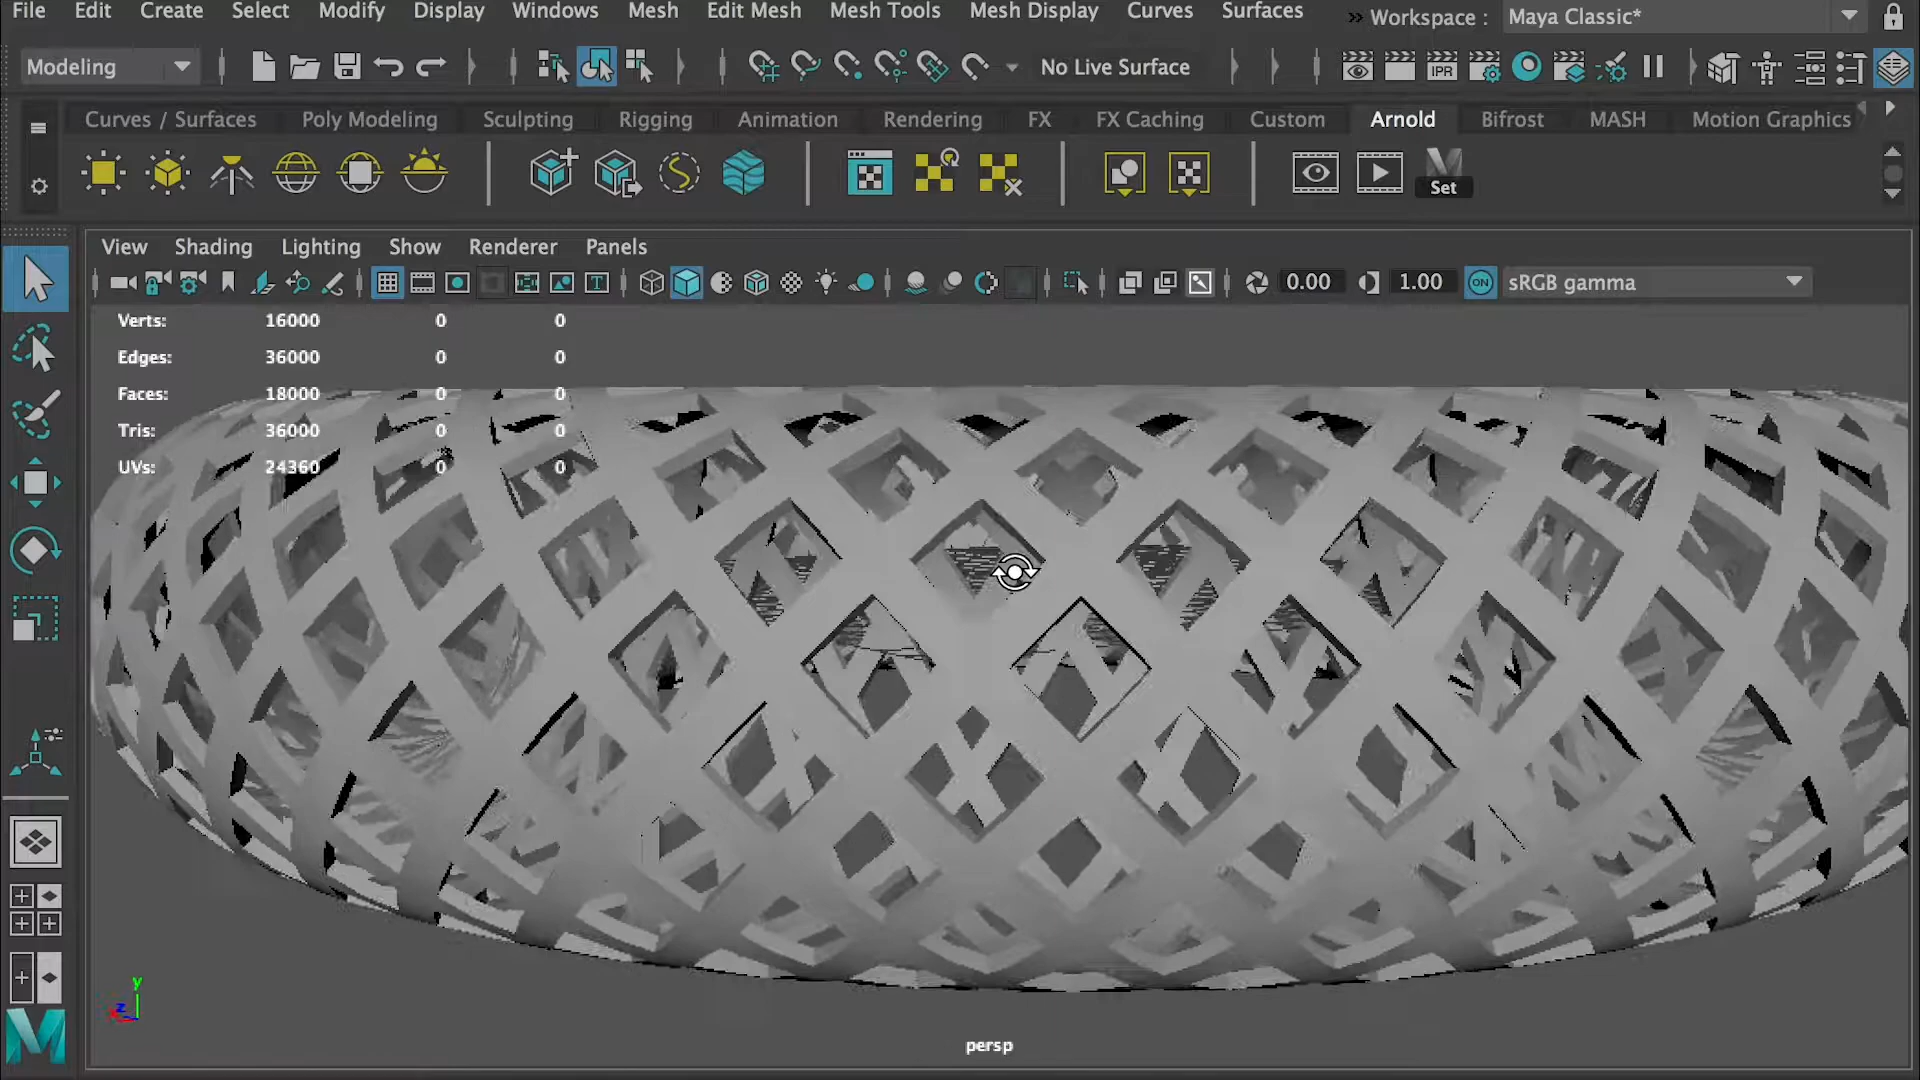 File Edit Create Select Modify Display Windows Mesh Edit Mesh Mesh Tools Mesh Display Curves Surfaces Workspace : Maya Classic*
Modeling No Live Surface IPR
Curves / Surfaces Poly Modeling Sculpting Rigging Animation Rendering FX FX Caching Custom Arnold Bifrost MASH Motion Graphics
Set
View Shading Lighting Show Renderer Panels
0.00 1.00 ON sRGB gamma
Verts: 16000 0 0
Edges: 36000 0 0
Faces: 18000 0 0
Tris: 36000 0 0
UVs: 24360 0 0
y
z
persp